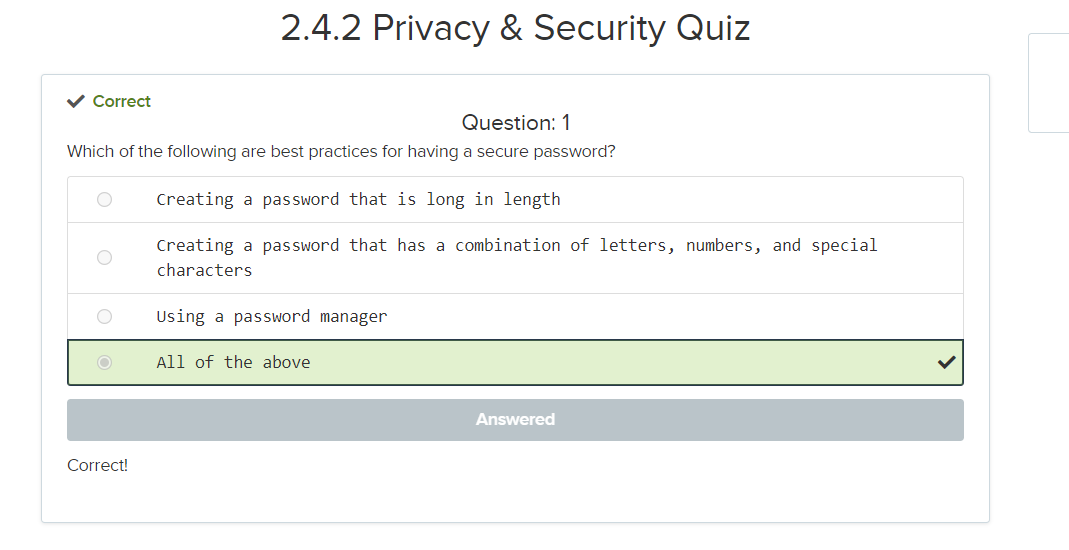 2.4.2 Privacy & Security Quiz
Correct
Question: 1
Which of the following are best practices for having a secure password?
Creating a password that is long in length
Creating a password that has a combination of letters, numbers, and special
characters
Using a password manager
All of the above
Answered
Correct!